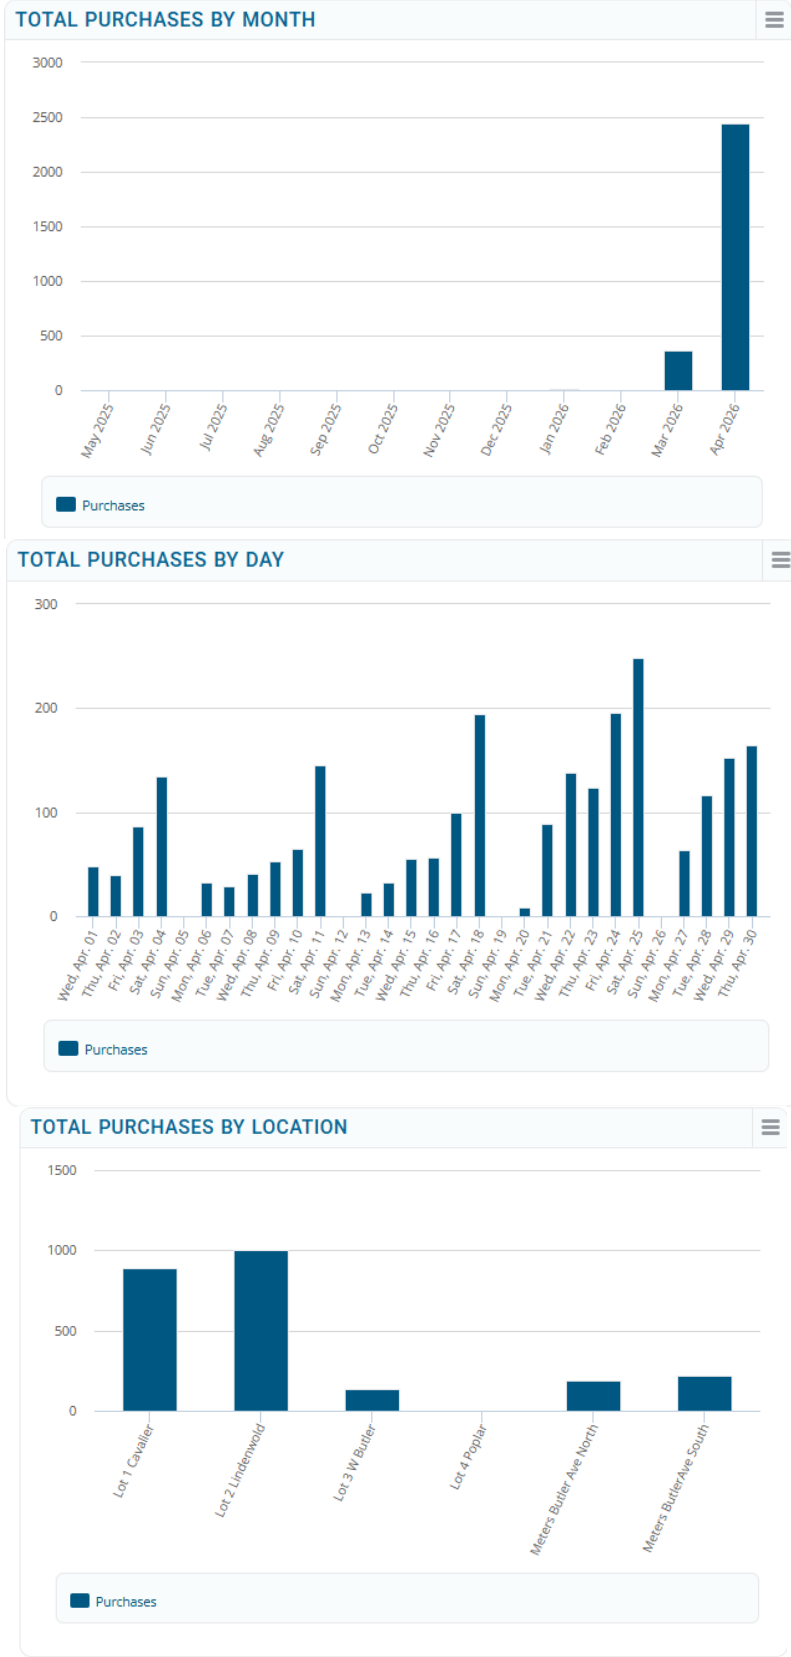 TOTAL PURCHASES BY MONTH
3000
2500
2000
1500
1000
500
0
May 2025
Jun 2025
Jul 2025
Aug 2025
Sep 2025
Oct 2025
Nov 2025
Dec 2025
Jan 2026
Feb 2026
Mar 2026
Apr 2026
Purchases
TOTAL PURCHASES BY DAY
300
200
100
0
Wed, Apr. 01
Thu, Apr. 02
Fri, Apr. 03
Sat, Apr. 04
Sun, Apr. 05
Mon, Apr. 06
Tue, Apr. 07
Wed, Apr. 08
Thu, Apr. 09
Fri, Apr. 10
Sat, Apr. 11
Sun, Apr. 12
Mon, Apr. 13
Tue, Apr. 14
Wed, Apr. 15
Thu, Apr. 16
Fri, Apr. 17
Sat, Apr. 18
Sun, Apr. 19
Mon, Apr. 20
Tue, Apr. 21
Wed, Apr. 22
Thu, Apr. 23
Fri, Apr. 24
Sat, Apr. 25
Sun, Apr. 26
Mon, Apr. 27
Tue, Apr. 28
Wed, Apr. 29
Thu, Apr. 30
Purchases
TOTAL PURCHASES BY LOCATION
1500
1000
500
0
Lot 1 Cavalier
Lot 2 Lindenwold
Lot 3 W Butler
Lot 4 Poplar
Meters Butler Ave North
Meters ButlerAve South
Purchases